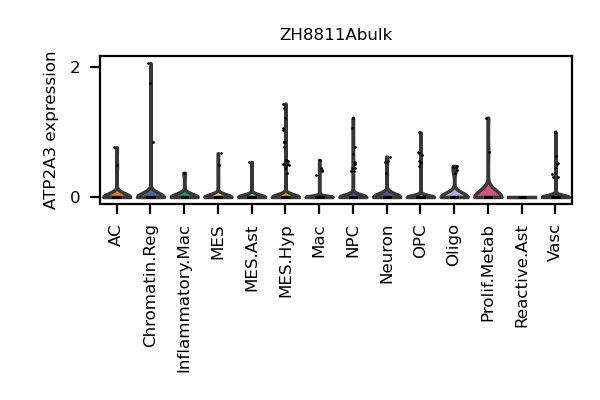 ZH8811Abulk
ATP2A3 expression
2
0
AC
Chromatin.Reg
Inflammatory.Mac
MES
MES.Ast
MES.Hyp
Mac
NPC
Neuron
OPC
Oligo
Prolif.Metab
Reactive.Ast
Vasc